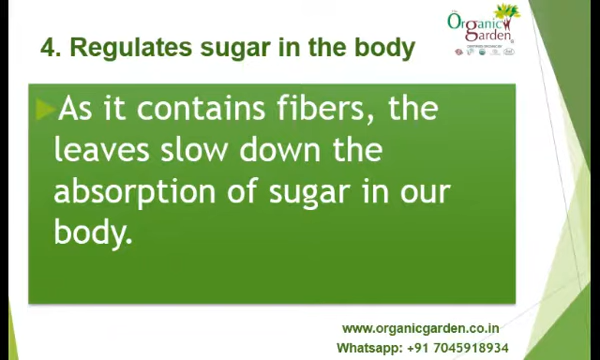 Organic
Garden
4. Regulates sugar in the body
As it contains fibers, the
leaves slow down the
absorption of sugar in our
body.
www.organicgarden.co.in
Whatsapp: +91 7045918934